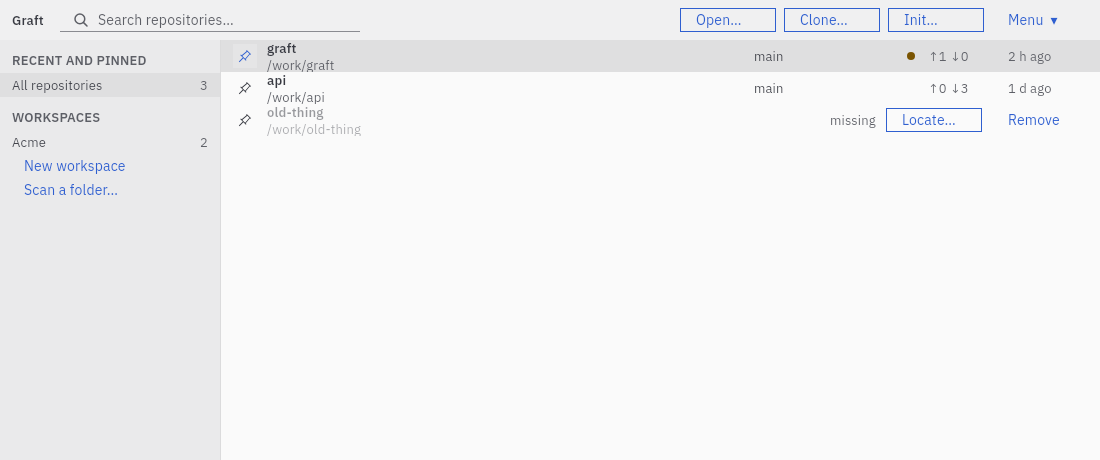 Graft Search repositories... Open... Clone... Init... Menu ▼
RECENT AND PINNED
All repositories 3
WORKSPACES
Acme 2
New workspace
Scan a folder...
graft main ↑1 ↓0 2 h ago
/work/graft
api main ↑0 ↓3 1 d ago
/work/api
old-thing missing Locate... Remove
/work/old-thing